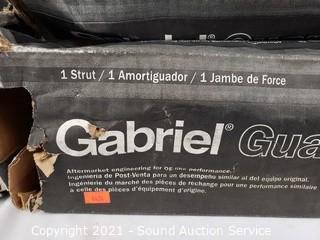 1 Strut / 1 Amortiguador / 1 Jambe de Force
Gabriel® Gua
Aftermarket engineering for OE like performance.
Ingeniería de Post-Venta para un desempeño similar al del equipo original.
Ingénierie du marché des pièces de rechange pour une performance similaire
à celle des pièces d'équipement d'origine.
Copyright 2021 - Sound Auction Service